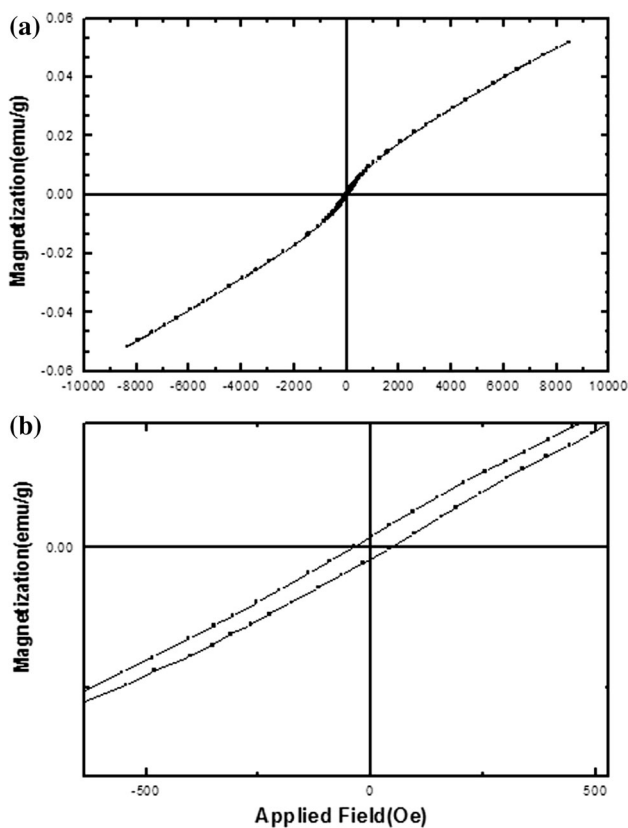 (a)
Magnetization(emu/g)
0.06
0.04
0.02
0.00
-0.02
-0.04
-0.06
-10000 -8000 -6000 -4000 -2000 0 2000 4000 6000 8000 10000
(b)
Magnetization(emu/g)
0.00
-500 0 500
Applied Field(Oe)